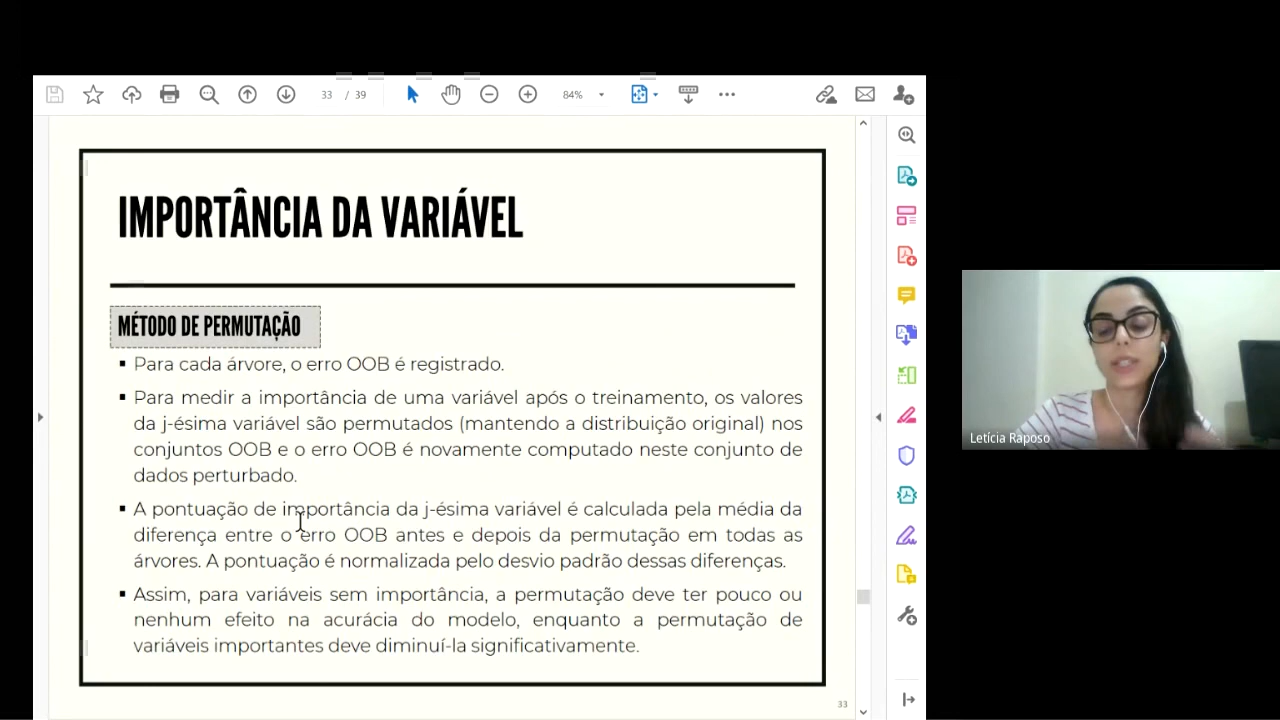 33 / 39
84%
IMPORTÂNCIA DA VARIÁVEL
MÉTODO DE PERMUTAÇÃO
▪ Para cada árvore, o erro OOB é registrado.
▪ Para medir a importância de uma variável após o treinamento, os valores
da j-ésima variável são permutados (mantendo a distribuição original) nos
conjuntos OOB e o erro OOB é novamente computado neste conjunto de
dados perturbado.
▪ A pontuação de importância da j-ésima variável é calculada pela média da
diferença entre o erro OOB antes e depois da permutação em todas as
árvores. A pontuação é normalizada pelo desvio padrão dessas diferenças.
▪ Assim, para variáveis sem importância, a permutação deve ter pouco ou
nenhum efeito na acurácia do modelo, enquanto a permutação de
variáveis importantes deve diminuí-la significativamente.
33
Letícia Raposo